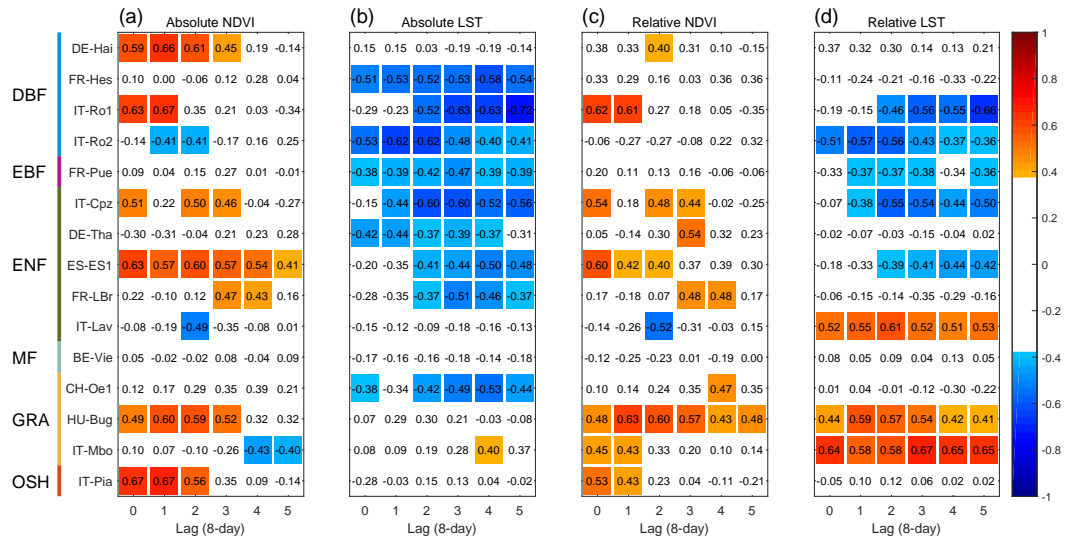 (a) Absolute NDVI (b) Absolute LST (c) Relative NDVI (d) Relative LST
DBF
EBF
ENF
MF
GRA
OSH
DE-Hai 0.59 0.66 0.61 0.45 0.19 -0.14 0.15 0.15 0.03 -0.19 -0.19 -0.14 0.38 0.33 0.40 0.31 0.10 -0.15 0.37 0.32 0.30 0.14 0.13 0.21
FR-Hes 0.10 0.00 -0.06 0.12 0.28 0.04 -0.51 -0.53 -0.52 -0.53 -0.58 -0.54 0.33 0.29 0.16 0.03 0.06 0.03 -0.11 -0.24 -0.21 -0.16 -0.33 -0.22
IT-Ro1 0.63 0.67 0.35 0.21 0.03 -0.34 -0.29 -0.23 -0.52 -0.63 -0.63 -0.72 0.62 0.61 0.27 0.18 0.05 -0.35 -0.19 -0.15 -0.46 -0.56 -0.55 -0.66
IT-Ro2 -0.14 -0.41 -0.41 -0.17 0.16 0.25 -0.53 -0.62 -0.62 -0.48 -0.40 -0.41 -0.06 -0.27 -0.27 -0.08 0.06 0.32 -0.51 -0.57 -0.56 -0.43 -0.37 -0.36
FR-Pue 0.09 0.04 0.15 0.27 0.01 -0.01 -0.38 -0.39 -0.42 -0.47 -0.39 -0.39 0.20 0.11 0.13 0.16 -0.06 -0.06 -0.33 -0.37 -0.38 -0.41 -0.34 -0.36
IT-Cpz 0.51 0.22 0.50 0.46 -0.04 -0.27 -0.15 -0.44 -0.60 -0.60 -0.52 -0.56 0.54 0.18 0.48 0.44 -0.02 -0.25 -0.07 -0.38 -0.55 -0.54 -0.44 -0.50
DE-Tha -0.30 -0.31 -0.04 0.21 0.23 0.28 -0.42 -0.44 -0.37 -0.39 -0.37 -0.31 0.05 -0.14 0.30 0.54 0.23 0.32 0.03 -0.04 -0.03 -0.08 -0.04 0.02
ES-ES1 0.63 0.57 0.60 0.57 0.54 0.41 -0.20 -0.35 -0.41 -0.44 -0.50 -0.48 0.60 0.42 0.40 0.37 0.39 0.30 -0.18 -0.33 -0.39 -0.41 -0.44 -0.42
FR-LBr 0.22 -0.10 0.12 0.47 0.43 0.16 -0.28 -0.35 -0.37 -0.51 -0.46 -0.37 0.17 -0.18 0.07 0.48 0.48 0.17 -0.06 -0.15 -0.14 -0.35 -0.29 -0.16
IT-Lav -0.08 -0.19 -0.49 -0.35 -0.08 0.01 -0.15 -0.12 -0.09 -0.18 -0.16 -0.13 -0.14 -0.26 -0.52 -0.31 -0.03 0.15 0.52 0.55 0.61 0.52 0.51 0.53
BE-Vie 0.05 -0.02 -0.02 0.08 -0.04 0.09 -0.17 -0.16 -0.16 -0.18 -0.14 -0.18 -0.12 -0.25 -0.23 -0.01 -0.19 0.00 0.08 0.05 0.09 0.04 0.13 0.05
CH-Oe1 0.12 0.17 0.29 0.35 0.39 0.21 -0.38 -0.34 -0.42 -0.49 -0.53 -0.44 0.10 0.14 0.24 0.35 0.47 0.35 0.01 0.04 -0.01 -0.12 -0.30 -0.22
HU-Bug 0.49 0.60 0.59 0.52 0.32 0.32 0.07 0.29 0.30 0.21 -0.03 -0.08 0.48 0.63 0.60 0.57 0.43 0.48 0.44 0.59 0.57 0.54 0.42 0.41
IT-Mbo 0.10 0.07 -0.10 -0.26 -0.43 -0.40 0.08 0.09 0.19 0.28 0.40 0.37 0.45 0.43 0.33 0.20 0.10 0.14 0.64 0.58 0.58 0.67 0.65 0.65
IT-Pia 0.67 0.67 0.56 0.35 0.09 -0.14 -0.28 -0.03 0.15 0.14 0.04 -0.02 0.53 0.43 0.23 -0.04 -0.11 -0.21 -0.05 0.10 0.12 0.06 0.02 0.02
0 1 2 3 4 5 0 1 2 3 4 5 0 1 2 3 4 5 0 1 2 3 4 5
Lag (8-day) Lag (8-day) Lag (8-day) Lag (8-day)
1
0.8
0.6
0.4
0.2
0
-0.2
-0.4
-0.6
-0.8
-1